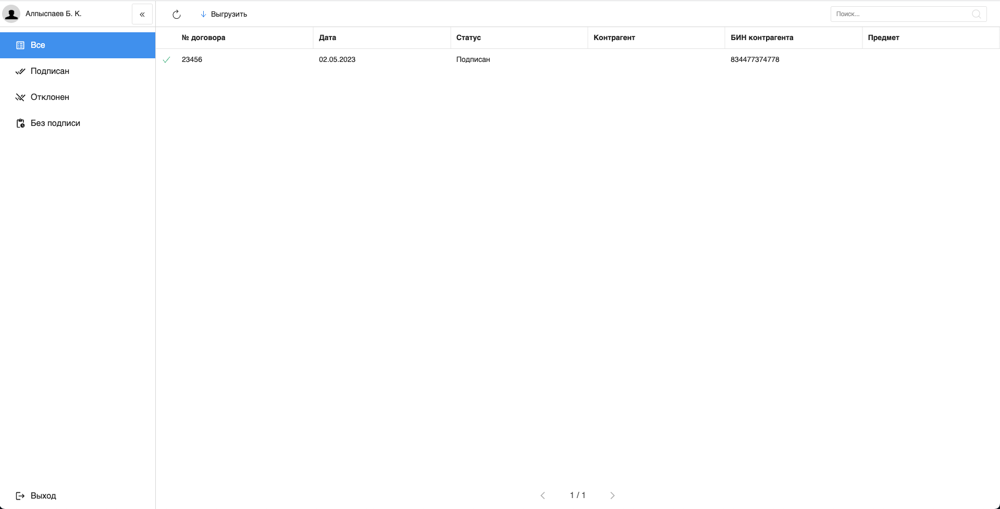 Алпыспаев Б. К.
«
Выгрузить
Поиск...
Все
Подписан
Отклонен
Без подписи
Выход
№ договора Дата Статус Контрагент БИН контрагента Предмет
23456 02.05.2023 Подписан 834477374778
1 / 1